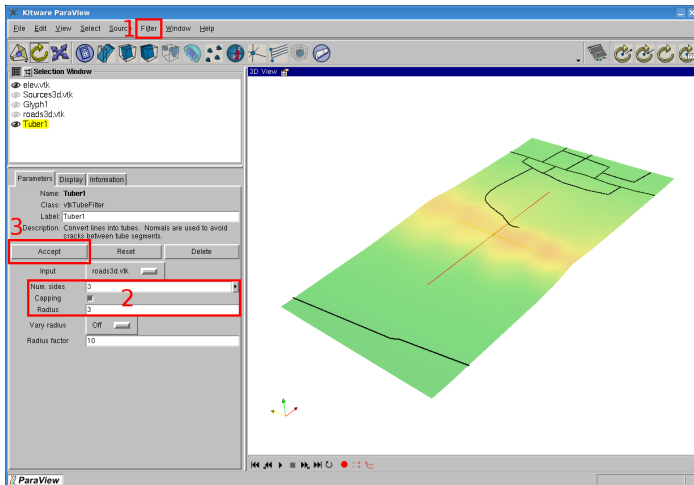 Kitware ParaView
1
File Edit View Select Source Filter Window Help
Selection Window
3D View
elev.vtk
Sources3d.vtk
Glyph1
roads3d.vtk
Tuber1
Parameters Display Information
Name: Tuber1
Class: vtkTubeFilter
Label: Tuber1
3
Description: Convert lines into tubes. Normals are used to avoid
cracks between tube segments.
Accept Reset Delete
Input roads3d.vtk
Num. sides 3
2
Capping
Radius 3
Vary radius Off
Radius factor 10
ParaView